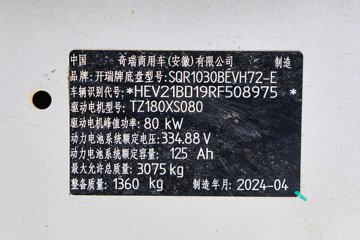 中国 奇瑞商用车(安徽)有限公司 制造
品牌:开瑞牌底盘型号:SQR1030BEVH72-E
车辆识别代号:*HEV21BD19RF508975*
驱动电机型号:TZ180XS080
驱动电机峰值功率:80 kW
动力电池系统额定电压:334.88 V
动力电池系统额定容量: 125 Ah
最大允许总质量:3075 kg
整备质量: 1360 kg 制造年月:2024-04